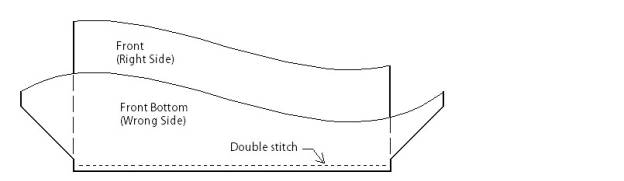 Front
(Right Side)
Front Bottom
(Wrong Side)
Double stitch